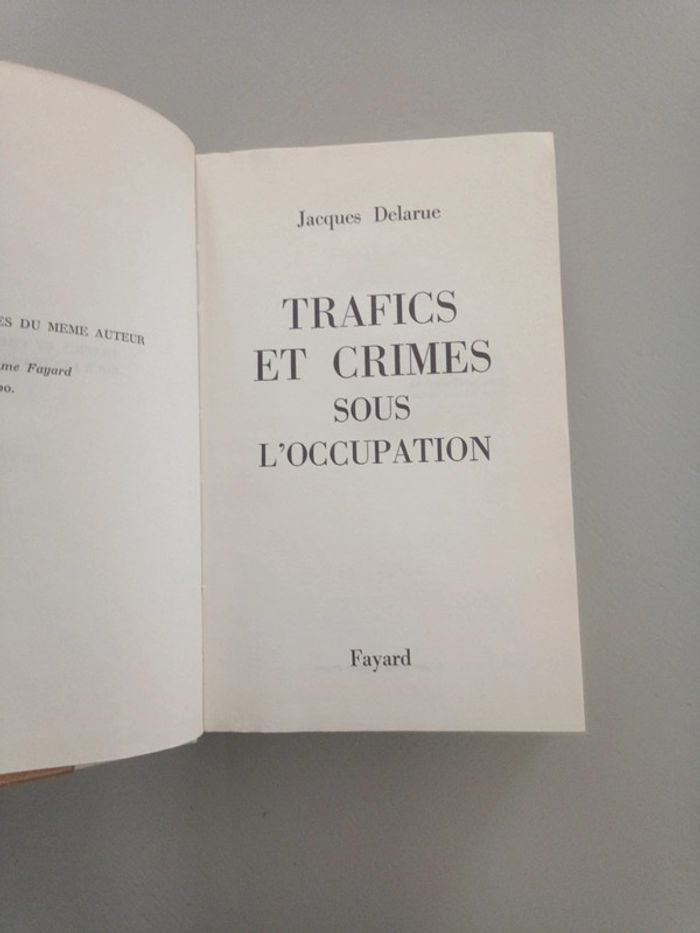 ES DU MEME AUTEUR
me Fayard
Jacques Delarue
TRAFICS
ET CRIMES
SOUS
L'OCCUPATION
Fayard